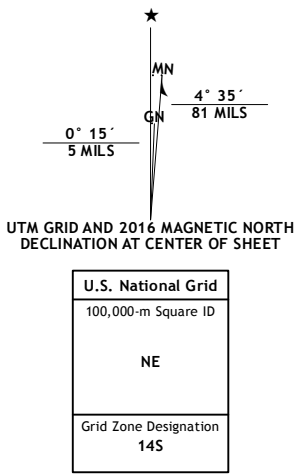 ★
MN
4° 35´
81 MILS
GN
0° 15´
5 MILS
UTM GRID AND 2016 MAGNETIC NORTH
DECLINATION AT CENTER OF SHEET
U.S. National Grid
100,000-m Square ID
NE
Grid Zone Designation
14S